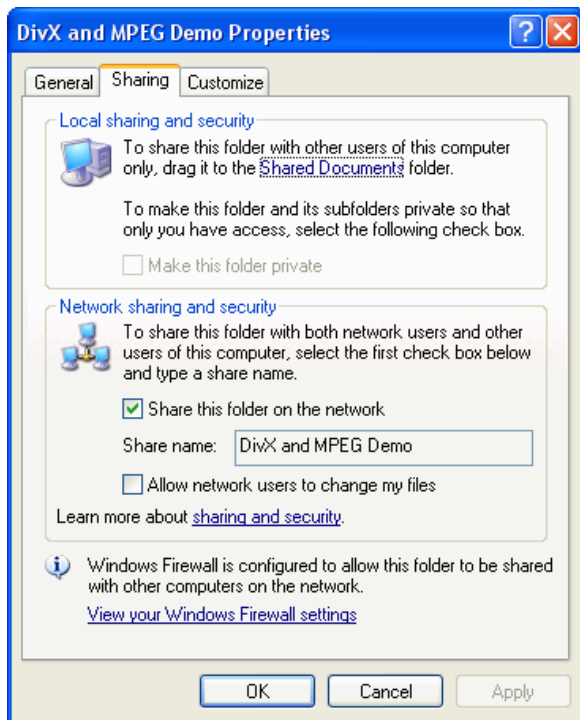 DivX and MPEG Demo Properties
General Sharing Customize
Local sharing and security
To share this folder with other users of this computer
only, drag it to the Shared Documents folder.
To make this folder and its subfolders private so that
only you have access, select the following check box.
Make this folder private
Network sharing and security
To share this folder with both network users and other
users of this computer, select the first check box below
and type a share name.
Share this folder on the network
Share name: DivX and MPEG Demo
Allow network users to change my files
Learn more about sharing and security.
Windows Firewall is configured to allow this folder to be shared
with other computers on the network.
View your Windows Firewall settings
OK Cancel Apply